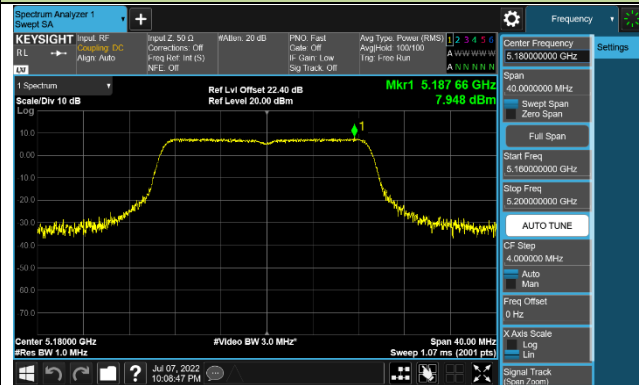 Spectrum Analyzer 1
Swept SA
+
Frequency
KEYSIGHT
RL
Input: RF
Coupling: DC
Align: Auto
Input Z: 50 Ω
Corrections: Off
Freq Ref: Int (S)
NFE: Off
#Atten: 20 dB
PNO: Fast
Gate: Off
IF Gain: Low
Sig Track: Off
Avg Type: Power (RMS)
Avg|Hold: 100/100
Trig: Free Run
1 2 3 4 5 6
A W W W W W
A N N N N N
LXI
1 Spectrum
Scale/Div 10 dB
Log
Ref Lvl Offset 22.40 dB
Ref Level 20.00 dBm
Mkr1 5.187 66 GHz
7.948 dBm
1
10.0
0.00
-10.0
-20.0
-30.0
-40.0
-50.0
-60.0
-70.0
Center 5.18000 GHz
#Res BW 1.0 MHz
#Video BW 3.0 MHz*
Span 40.00 MHz
Sweep 1.07 ms (2001 pts)
Jul 07, 2022
10:08:47 PM
?
Center Frequency
5.180000000 GHz
Span
40.0000000 MHz
Swept Span
Zero Span
Full Span
Start Freq
5.160000000 GHz
Stop Freq
5.200000000 GHz
AUTO TUNE
CF Step
4.000000 MHz
Auto
Man
Freq Offset
0 Hz
X Axis Scale
Log
Lin
Signal Track
(Span Zoom)
Settings